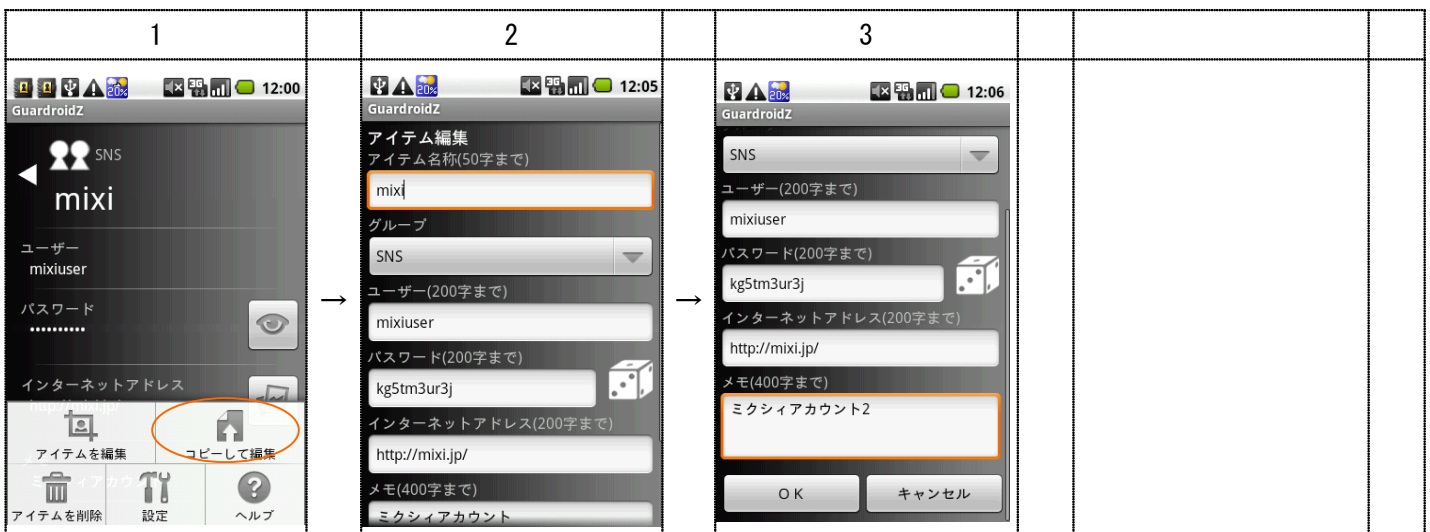 1
2
3
20%
3G
12:00
GuardroidZ
SNS
mixi
ユーザー
mixiuser
パスワード
••••••••••
インターネットアドレス
http://mixi.jp/
アイテムを編集
コピーして編集
アイテムを削除
設定
ヘルプ
→
20%
3G
12:05
GuardroidZ
アイテム編集
アイテム名称(50字まで)
mixi
グループ
SNS
ユーザー(200字まで)
mixiuser
パスワード(200字まで)
kg5tm3ur3j
インターネットアドレス(200字まで)
http://mixi.jp/
メモ(400字まで)
ミクシィアカウント
→
20%
3G
12:06
GuardroidZ
SNS
ユーザー(200字まで)
mixiuser
パスワード(200字まで)
kg5tm3ur3j
インターネットアドレス(200字まで)
http://mixi.jp/
メモ(400字まで)
ミクシィアカウント2
OK
キャンセル